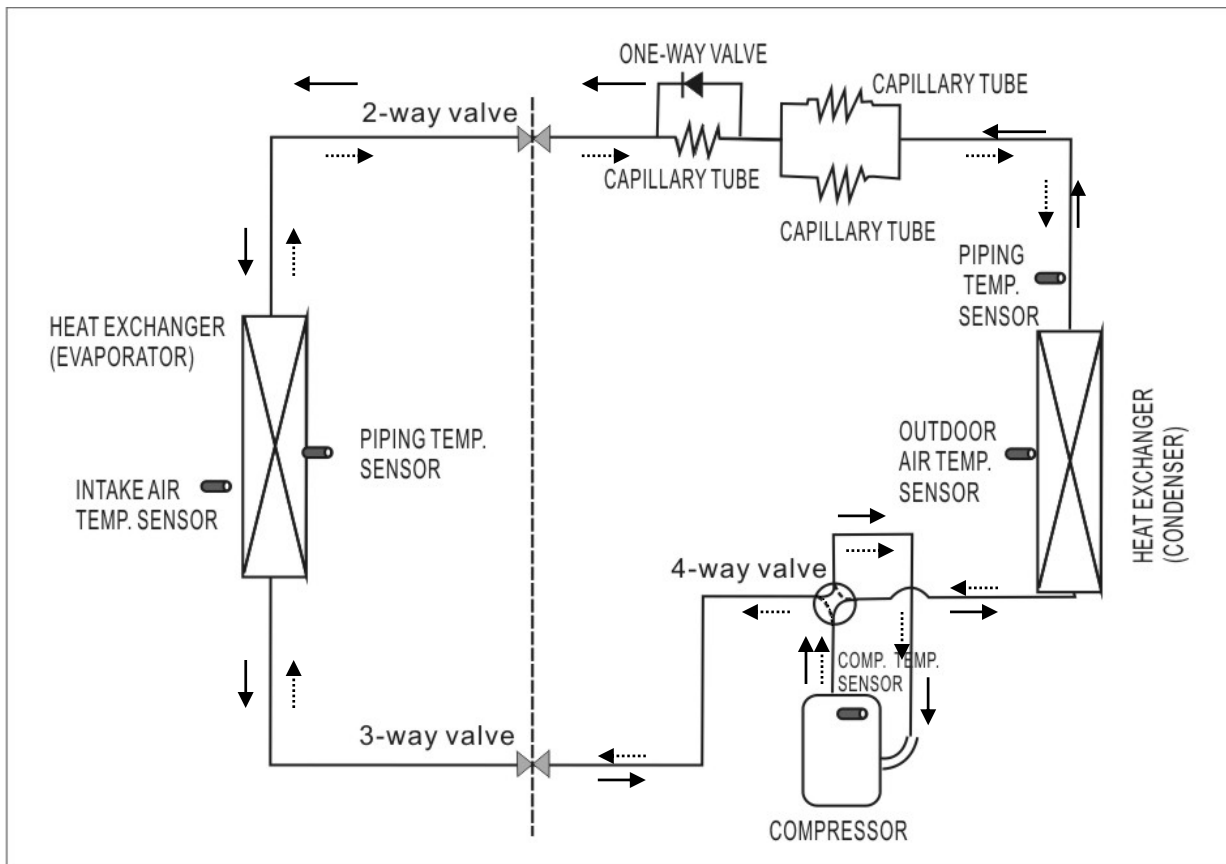 ONE-WAY VALVE
CAPILLARY TUBE
2-way valve
CAPILLARY TUBE
CAPILLARY TUBE
PIPING
TEMP.
SENSOR
HEAT EXCHANGER
(EVAPORATOR)
PIPING TEMP.
SENSOR
INTAKE AIR
TEMP. SENSOR
OUTDOOR
AIR TEMP.
SENSOR
HEAT EXCHANGER
(CONDENSER)
4-way valve
COMP. TEMP.
SENSOR
3-way valve
COMPRESSOR